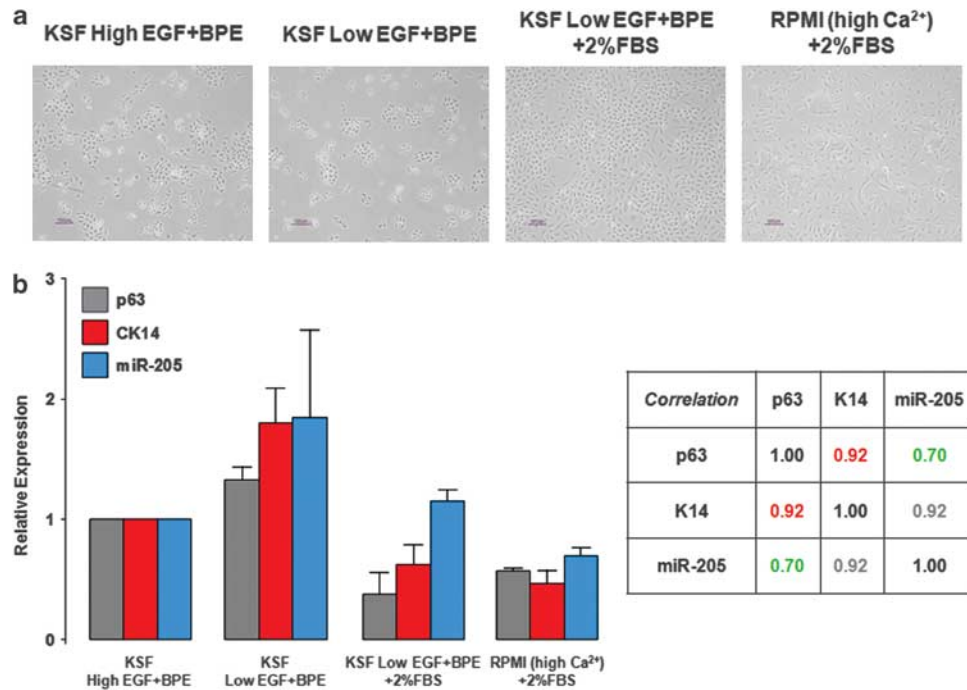 a
KSF High EGF+BPE
KSF Low EGF+BPE
KSF Low EGF+BPE
+2%FBS
RPMI (high Ca²⁺)
+2%FBS
b
3
2
1
0
Relative Expression
p63
CK14
miR-205
KSF
High EGF+BPE
KSF
Low EGF+BPE
KSF Low EGF+BPE
+2%FBS
RPMI (high Ca²⁺)
+2%FBS
Correlation p63 K14 miR-205
p63 1.00 0.92 0.70
K14 0.92 1.00 0.92
miR-205 0.70 0.92 1.00